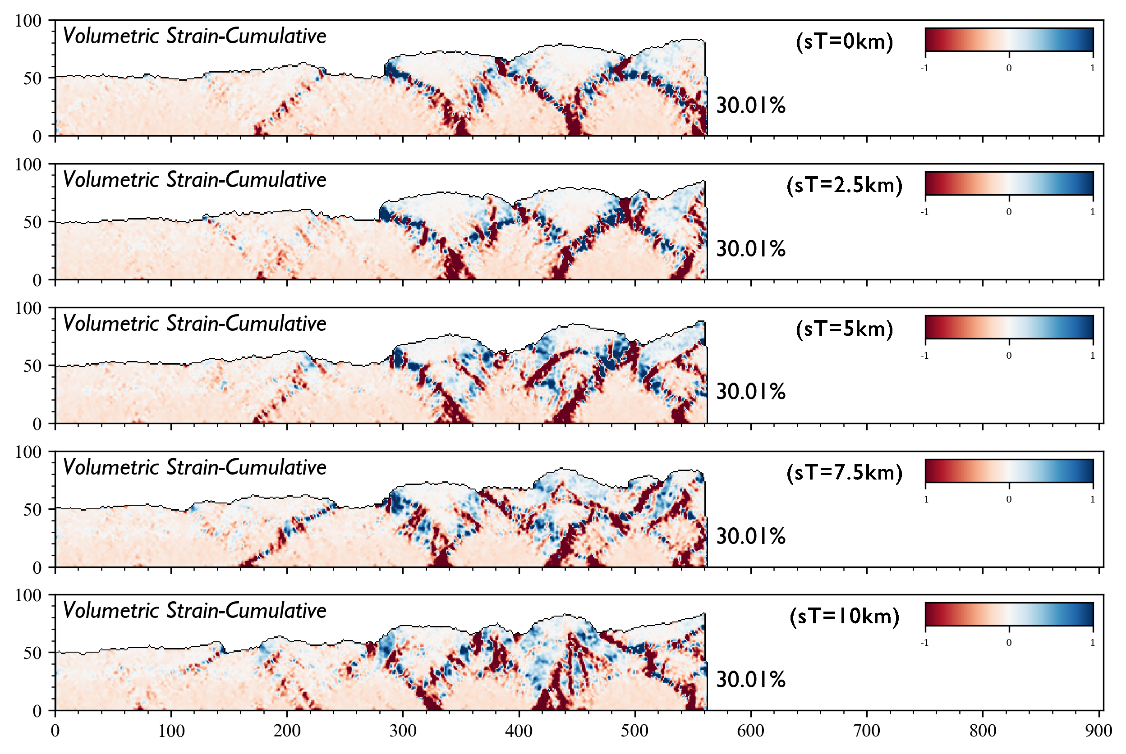 100
Volumetric Strain-Cumulative
(sT=0km)
-1 0 1
50
30.01%
0
100
Volumetric Strain-Cumulative
(sT=2.5km)
-1 0 1
50
30.01%
0
100
Volumetric Strain-Cumulative
(sT=5km)
-1 0 1
50
30.01%
0
100
Volumetric Strain-Cumulative
(sT=7.5km)
1 0 1
50
30.01%
0
100
Volumetric Strain-Cumulative
(sT=10km)
-1 0 1
50
30.01%
0
0 100 200 300 400 500 600 700 800 900